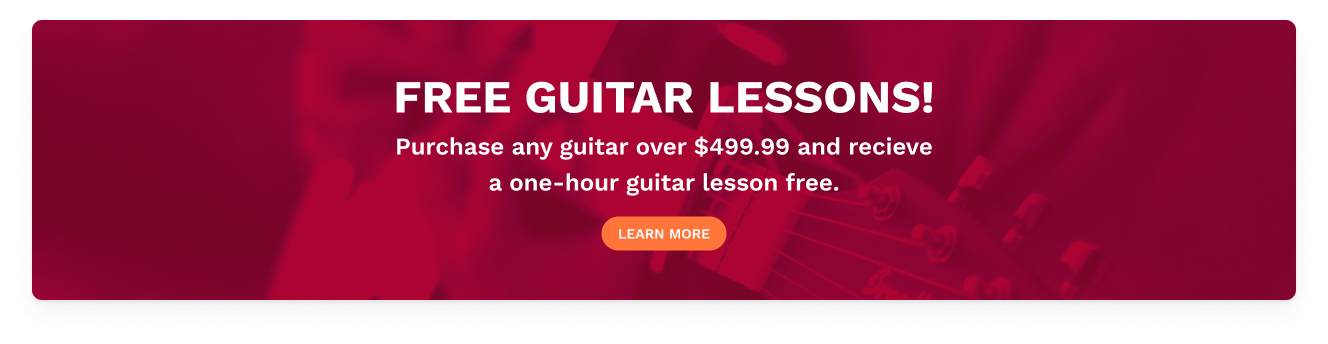 FREE GUITAR LESSONS!
Purchase any guitar over $499.99 and recieve
a one-hour guitar lesson free.
LEARN MORE